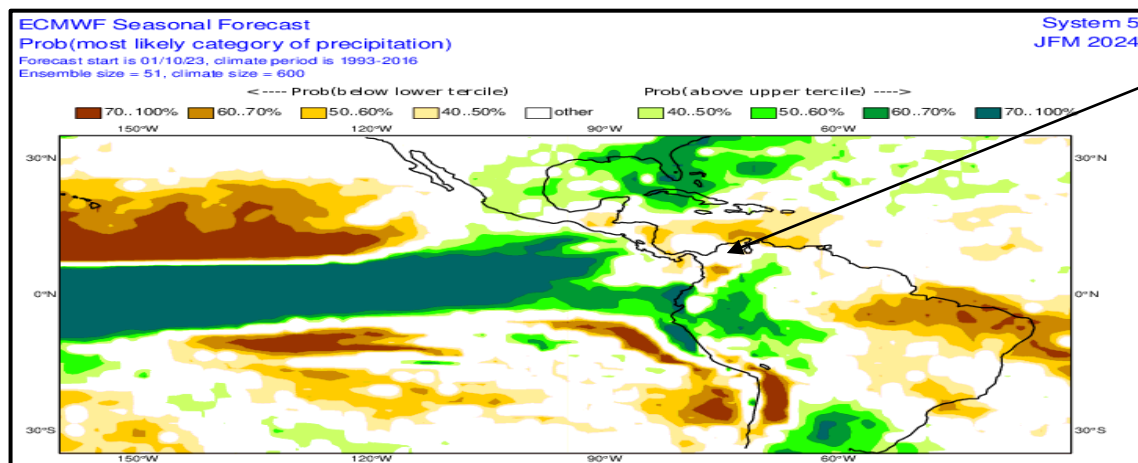 ECMWF Seasonal Forecast
System 5
Prob(most likely category of precipitation)
JFM 2024
Forecast start is 01/10/23, climate period is 1993-2016
Ensemble size = 51, climate size = 600
<---- Prob(below lower tercile)
Prob(above upper tercile) ---->
70..100% 60..70% 50..60% 40..50% other 40..50% 50..60% 60..70% 70..100%
150°W 120°W 90°W 60°W
30°N 30°N
0°N 0°N
30°S 30°S
150°W 120°W 90°W 60°W